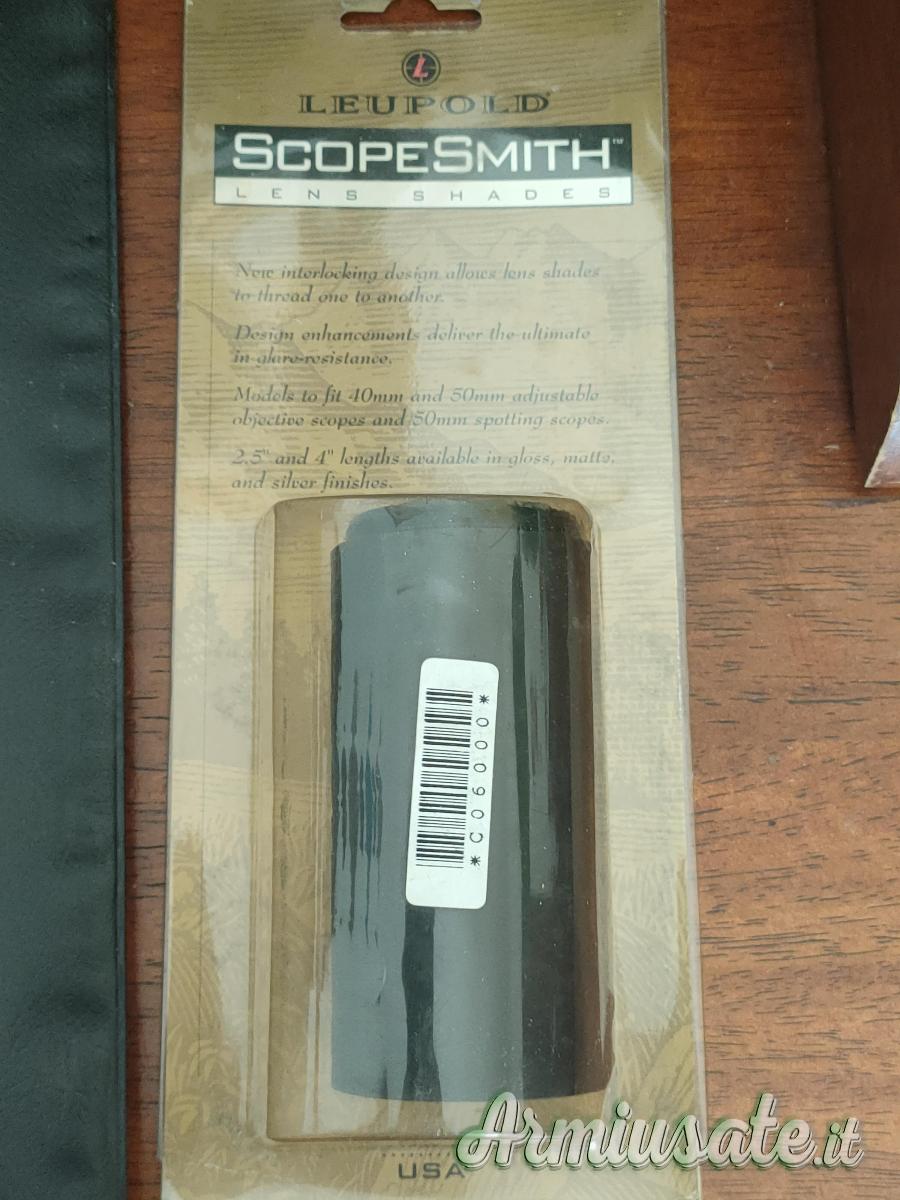 L
LEUPOLD
SCOPESMITH™
LENS SHADES
New interlocking design allows lens shades
to thread one to another.
Design enhancements deliver the ultimate
in glare-resistance.
Models to fit 40mm and 50mm adjustable
objective scopes and 50mm spotting scopes.
2.5" and 4" lengths available in gloss, matte,
and silver finishes.
*C06000*
USA
Armiusate.it